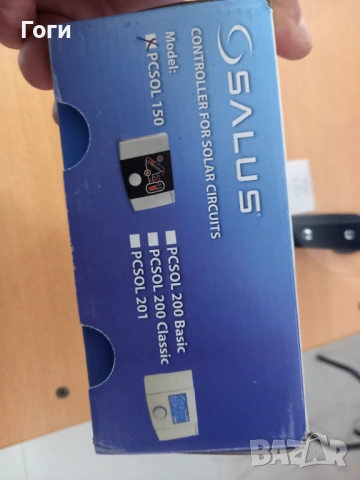 Гоги
SALUS
CONTROLLER FOR SOLAR CIRCUITS
Model:
PCSOL 150
PCSOL 200 Basic
PCSOL 200 Classic
PCSOL 201
BAZAR